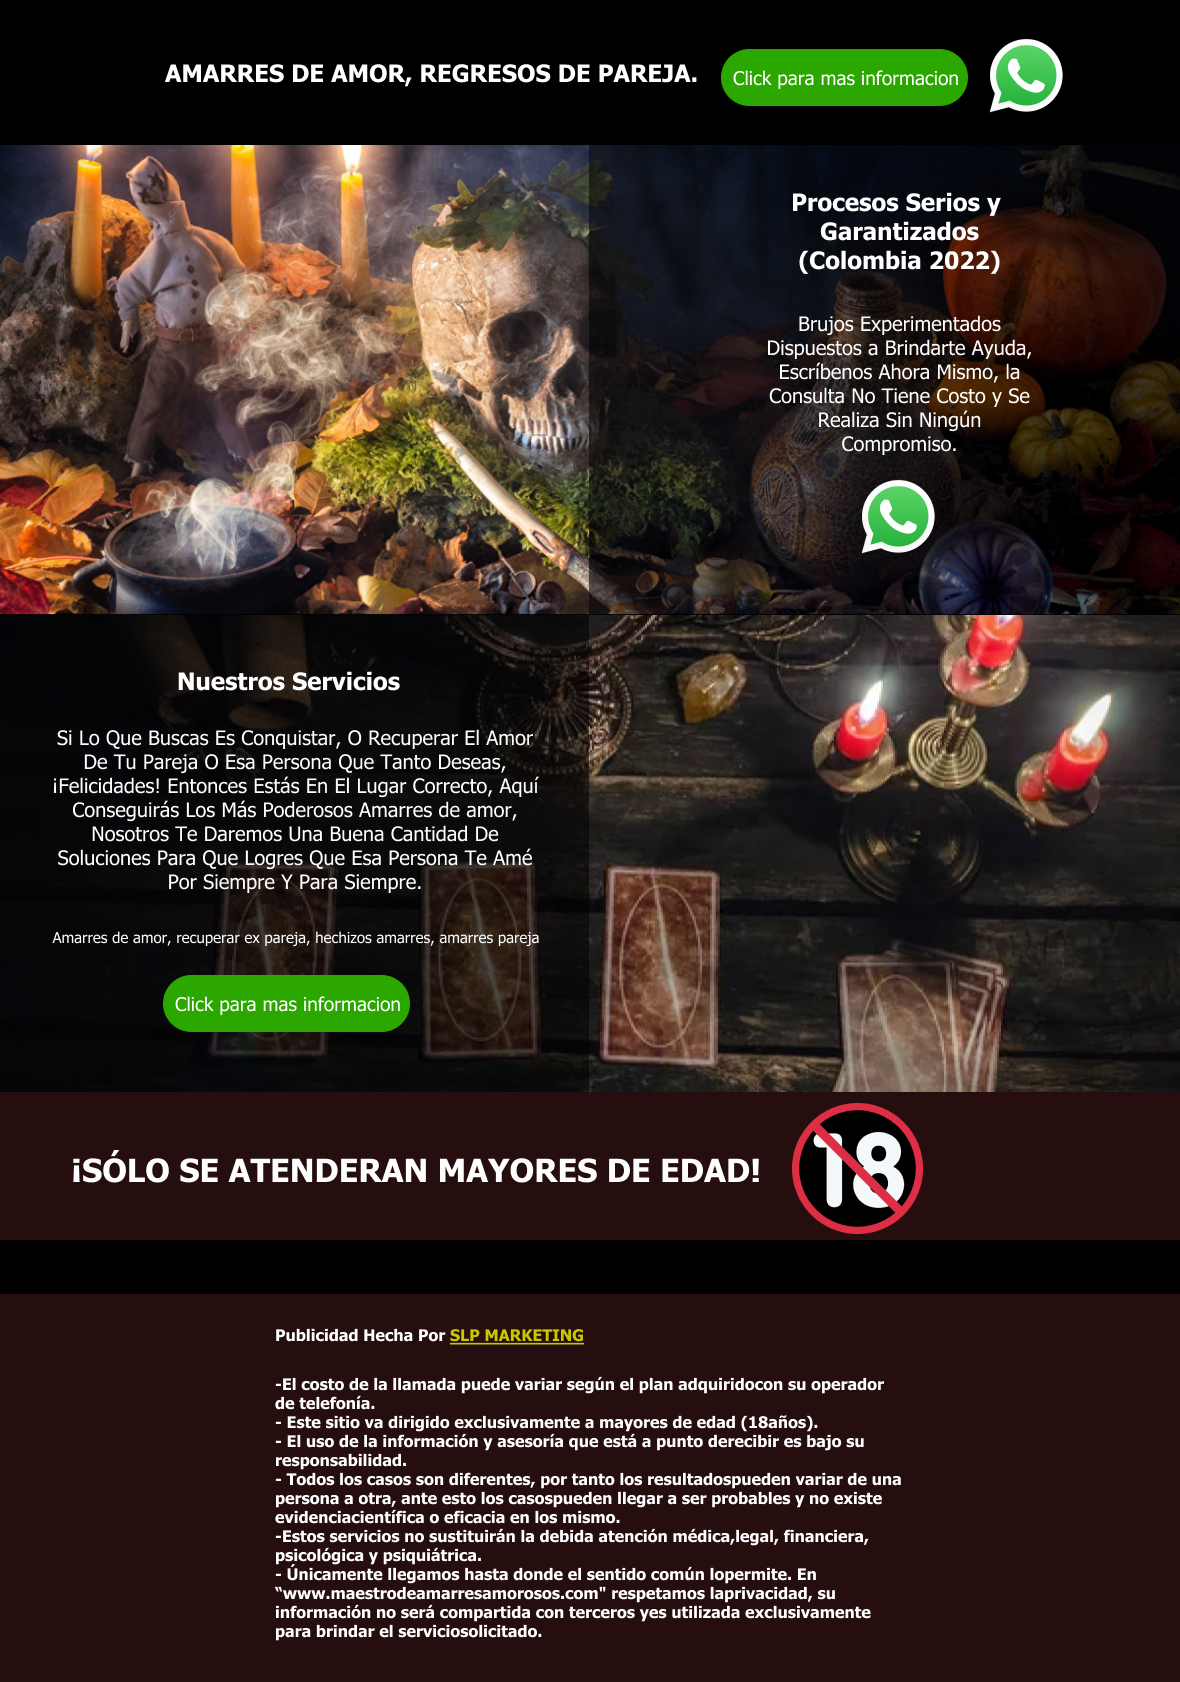 AMARRES DE AMOR, REGRESOS DE PAREJA.
Click para mas informacion
Procesos Serios y
Garantizados
(Colombia 2022)
Brujos Experimentados
Dispuestos a Brindarte Ayuda,
Escríbenos Ahora Mismo, la
Consulta No Tiene Costo y Se
Realiza Sin Ningún
Compromiso.
Nuestros Servicios
Si Lo Que Buscas Es Conquistar, O Recuperar El Amor
De Tu Pareja O Esa Persona Que Tanto Deseas,
¡Felicidades! Entonces Estás En El Lugar Correcto, Aquí
Conseguirás Los Más Poderosos Amarres de amor,
Nosotros Te Daremos Una Buena Cantidad De
Soluciones Para Que Logres Que Esa Persona Te Amé
Por Siempre Y Para Siempre.
Amarres de amor, recuperar ex pareja, hechizos amarres, amarres pareja
Click para mas informacion
¡SÓLO SE ATENDERAN MAYORES DE EDAD!
18
Publicidad Hecha Por SLP MARKETING
-El costo de la llamada puede variar según el plan adquiridocon su operador
de telefonía.
- Este sitio va dirigido exclusivamente a mayores de edad (18años).
- El uso de la información y asesoría que está a punto derecibir es bajo su
responsabilidad.
- Todos los casos son diferentes, por tanto los resultadospueden variar de una
persona a otra, ante esto los casospueden llegar a ser probables y no existe
evidenciacientífica o eficacia en los mismo.
-Estos servicios no sustituirán la debida atención médica,legal, financiera,
psicológica y psiquiátrica.
- Únicamente llegamos hasta donde el sentido común lopermite. En
“www.maestrodeamarresamorosos.com" respetamos laprivacidad, su
información no será compartida con terceros yes utilizada exclusivamente
para brindar el serviciosolicitado.